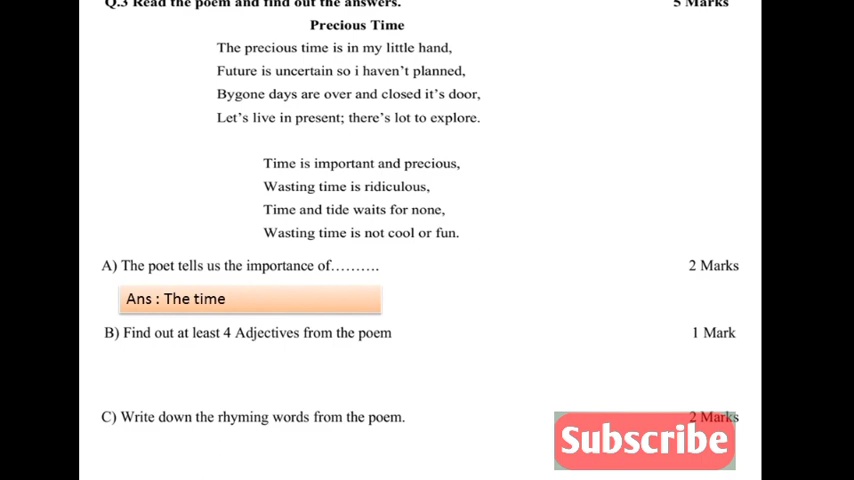 Q.3 Read the poem and find out the answers. 5 Marks
Precious Time
The precious time is in my little hand,
Future is uncertain so i haven't planned,
Bygone days are over and closed it's door,
Let's live in present; there's lot to explore.
Time is important and precious,
Wasting time is ridiculous,
Time and tide waits for none,
Wasting time is not cool or fun.
A) The poet tells us the importance of………. 2 Marks
Ans : The time
B) Find out at least 4 Adjectives from the poem 1 Mark
C) Write down the rhyming words from the poem. 2 Marks
Subscribe